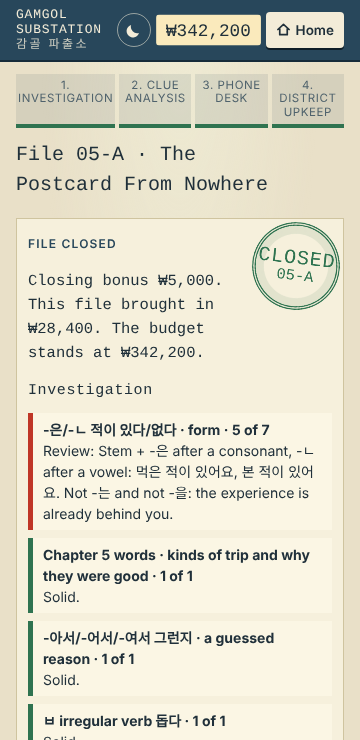 GAMGOL
SUBSTATION
감골 파출소
₩342,200
Home
1.
INVESTIGATION
2. CLUE
ANALYSIS
3. PHONE
DESK
4.
DISTRICT
UPKEEP
File 05-A · The
Postcard From Nowhere
FILE CLOSED
CLOSED
05-A
Closing bonus ₩5,000.
This file brought in
₩28,400. The budget
stands at ₩342,200.
Investigation
-은/-ㄴ 적이 있다/없다 · form · 5 of 7
Review: Stem + -은 after a consonant, -ㄴ
after a vowel: 먹은 적이 있어요, 본 적이 있어
요. Not -는 and not -을: the experience is
already behind you.
Chapter 5 words · kinds of trip and why
they were good · 1 of 1
Solid.
-아서/-어서/-여서 그런지 · a guessed
reason · 1 of 1
Solid.
ㅂ irregular verb 돕다 · 1 of 1
Solid.